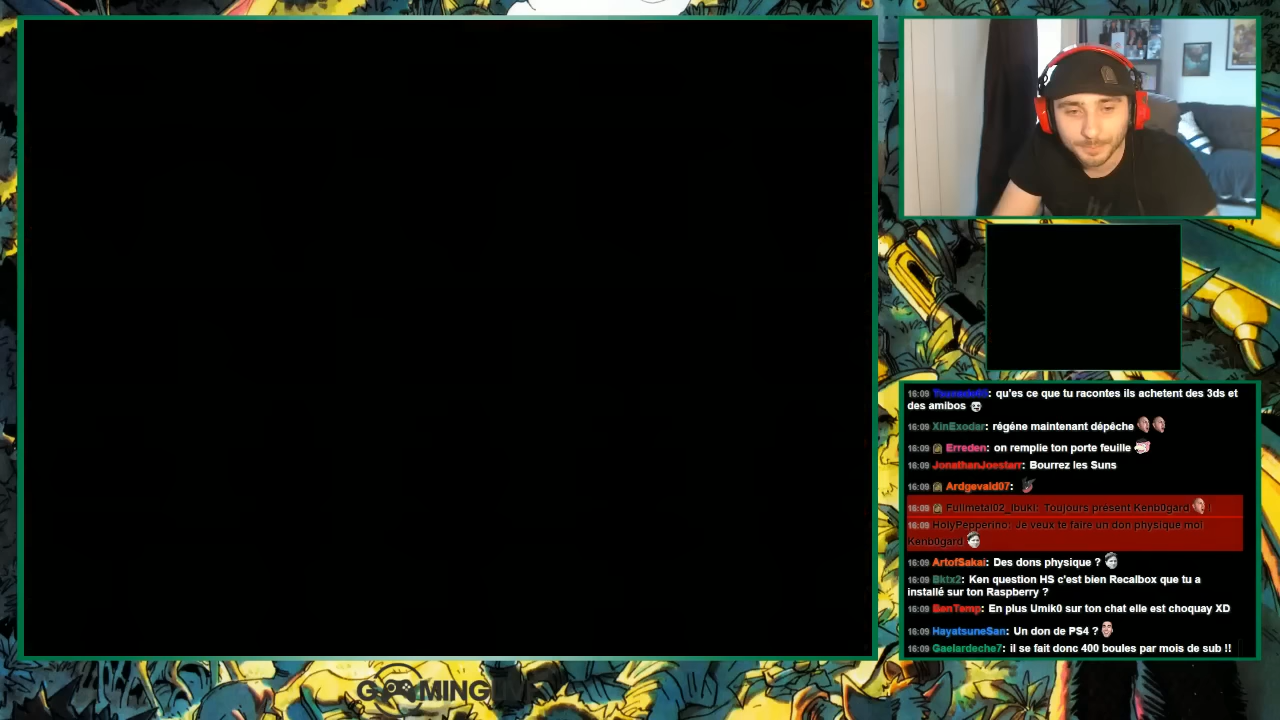 16:09 : qu'es ce que tu racontes ils achetent des 3ds et
des amibos
16:09 XinExodar: régéne maintenant dépéche
16:09 Erreden: on remplie ton porte feuille
16:09 JonathanJoestarr: Bourrez les Suns
16:09 Ardgevald07:
16:09 Fullmetal02_Ibuki: Toujours present Kenb0gard
16:09 HolyPepperino: Je veux te faire un don physique moi
Kenb0gard
16:09 ArtofSakai: Des dons physique ?
16:09 Bktx2: Ken question HS c'est bien Recalbox que tu a
installé sur ton Raspberry ?
16:09 BenTemp: En plus Umik0 sur ton chat elle est choquay XD
16:09 HayatsuneSan: Un don de PS4 ?
16:09 Gaelardeche7: il se fait donc 400 boules par mois de sub !!
GAMING